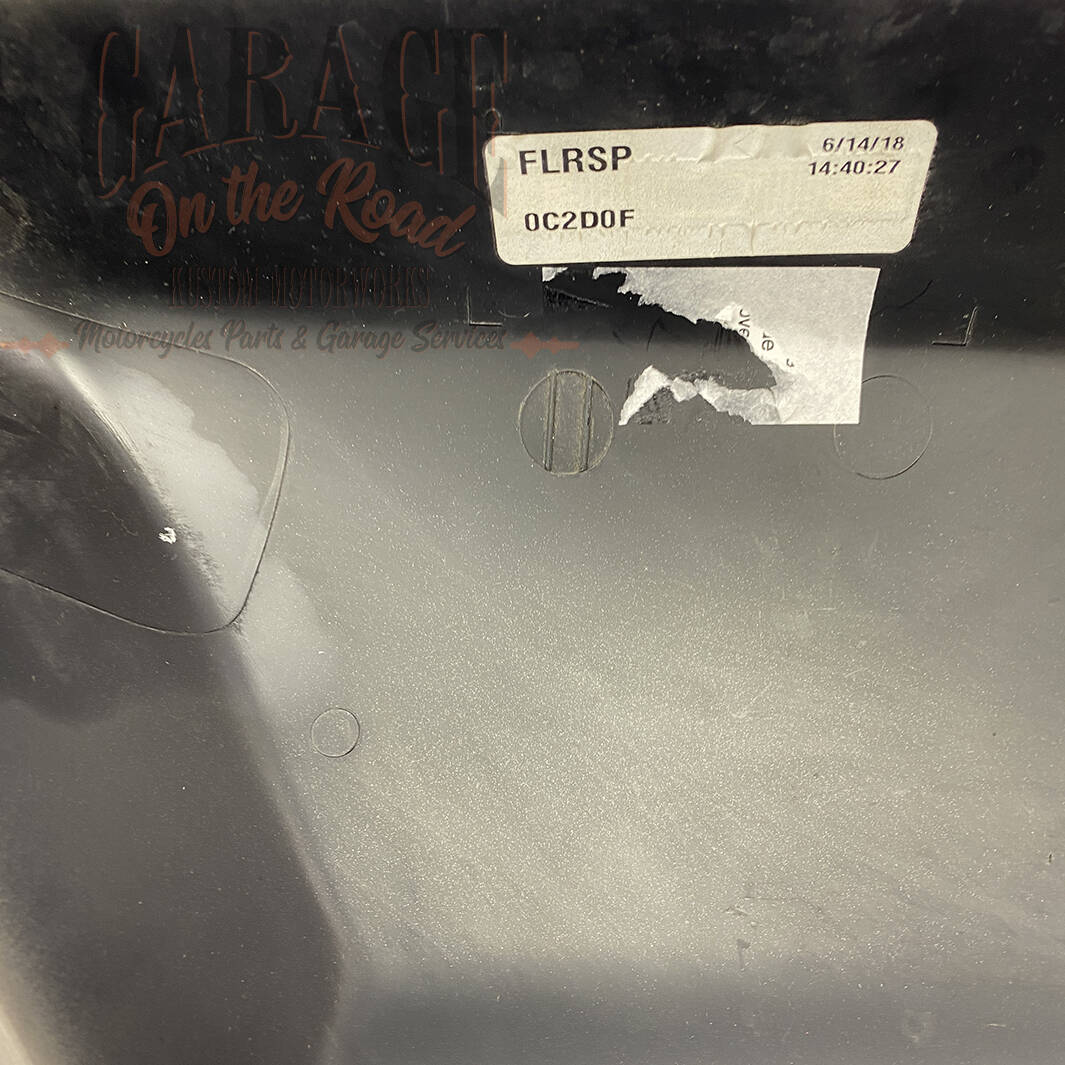 GARAGE
On the Road
KUSTOM MOTORWORKS
Motorcycles Parts & Garage Services
FLRSP
6/14/18
14:40:27
0C2D0F